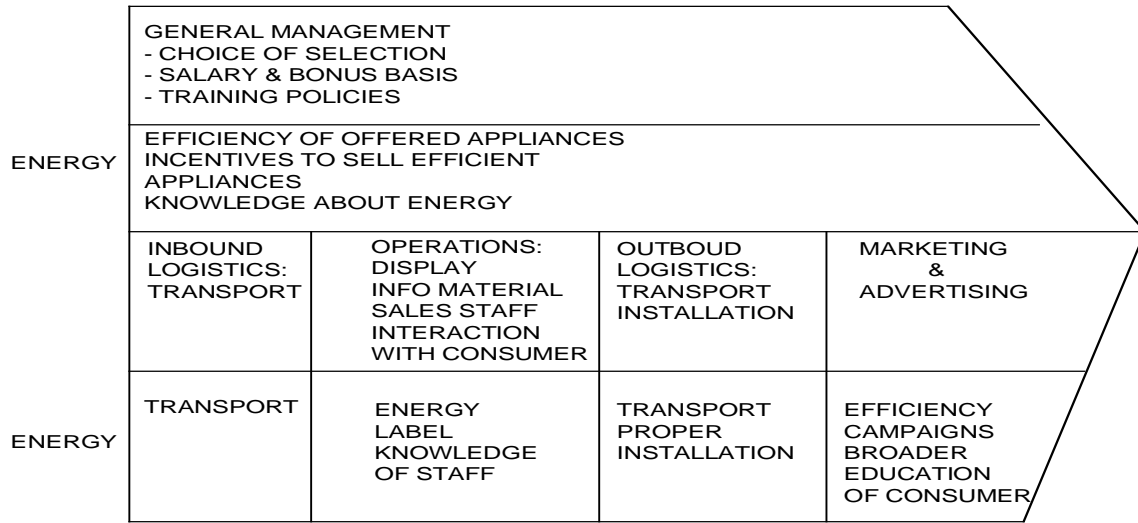 GENERAL MANAGEMENT
- CHOICE OF SELECTION
- SALARY & BONUS BASIS
- TRAINING POLICIES
ENERGY
EFFICIENCY OF OFFERED APPLIANCES
INCENTIVES TO SELL EFFICIENT
APPLIANCES
KNOWLEDGE ABOUT ENERGY
INBOUND
LOGISTICS:
TRANSPORT
OPERATIONS:
DISPLAY
INFO MATERIAL
SALES STAFF
INTERACTION
WITH CONSUMER
OUTBOUD
LOGISTICS:
TRANSPORT
INSTALLATION
MARKETING
&
ADVERTISING
ENERGY
TRANSPORT
ENERGY
LABEL
KNOWLEDGE
OF STAFF
TRANSPORT
PROPER
INSTALLATION
EFFICIENCY
CAMPAIGNS
BROADER
EDUCATION
OF CONSUMER